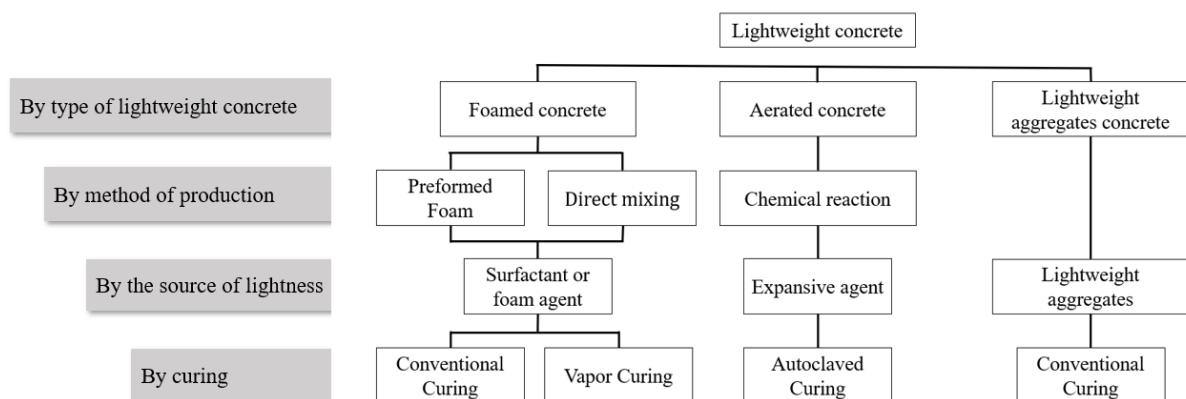 Lightweight concrete
By type of lightweight concrete
Foamed concrete
Aerated concrete
Lightweight
aggregates concrete
By method of production
Preformed
Foam
Direct mixing
Chemical reaction
By the source of lightness
Surfactant or
foam agent
Expansive agent
Lightweight
aggregates
By curing
Conventional
Curing
Vapor Curing
Autoclaved
Curing
Conventional
Curing